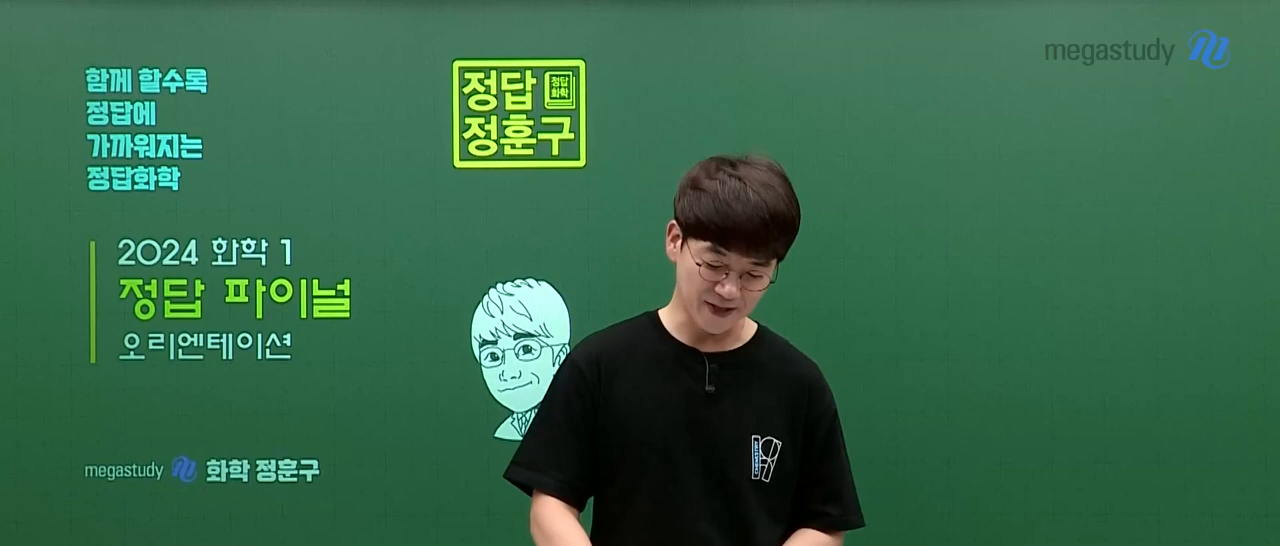 함께 할수록
정답에
가까워지는
정답화학
2024 화학 1
정답 파이널
오리엔테이션
megastudy 화학 정훈구
정답
정답
화학
정훈구
megastudy
CHEMISTRY